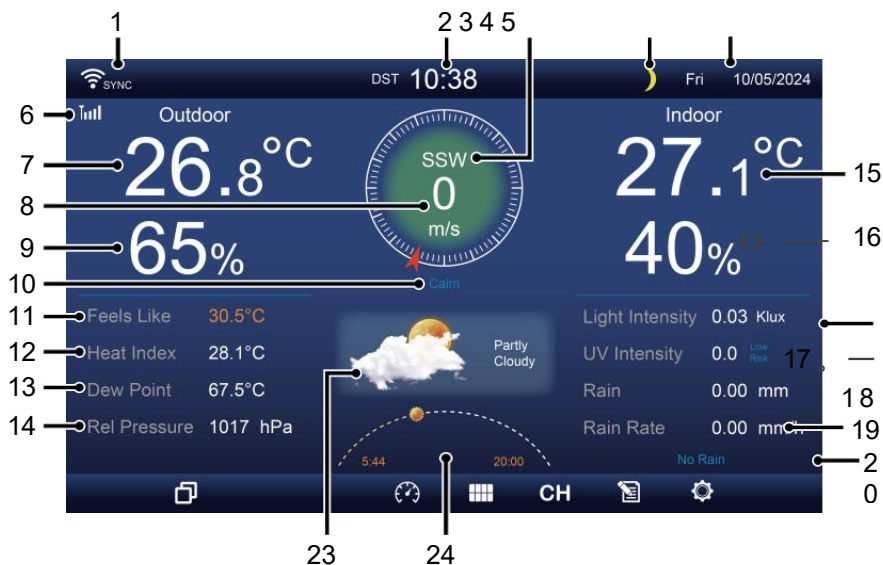 1 2 3 4 5
SYNC DST 10:38 Fri 10/05/2024
6 Outdoor Indoor
7 26.8°C SSW 27.1°C 15
8 0
m/s
9 65% 40% 16
10 Calm
11 Feels Like 30.5°C Light Intensity 0.03 Klux
12 Heat Index 28.1°C Partly Cloudy UV Intensity 0.0 Low Risk 17
13 Dew Point 67.5°C Rain 0.00 mm 18
14 Rel Pressure 1017 hPa Rain Rate 0.00 19
5:44 20:00 No Rain 2
CH 0
23 24